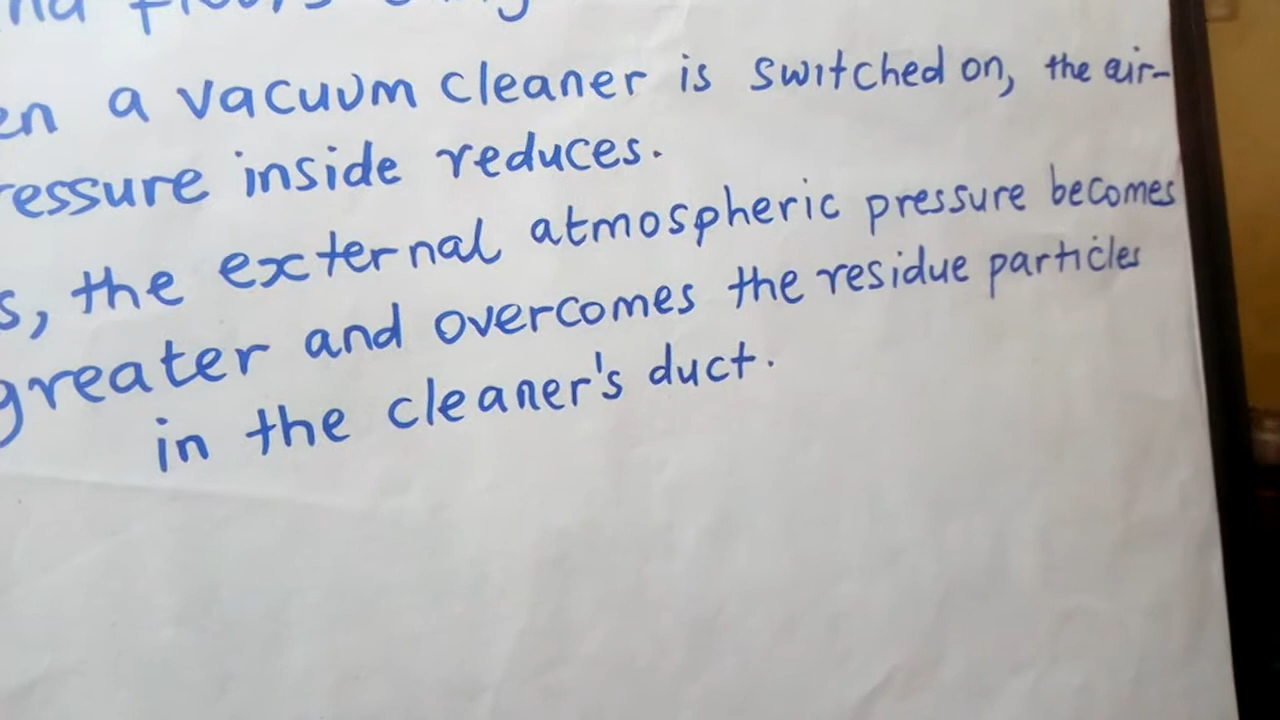 en a vacuum cleaner is switched on, the air-
ressure inside reduces.
s, the external atmospheric pressure becomes
greater and overcomes the residue particles
in the cleaner's duct.